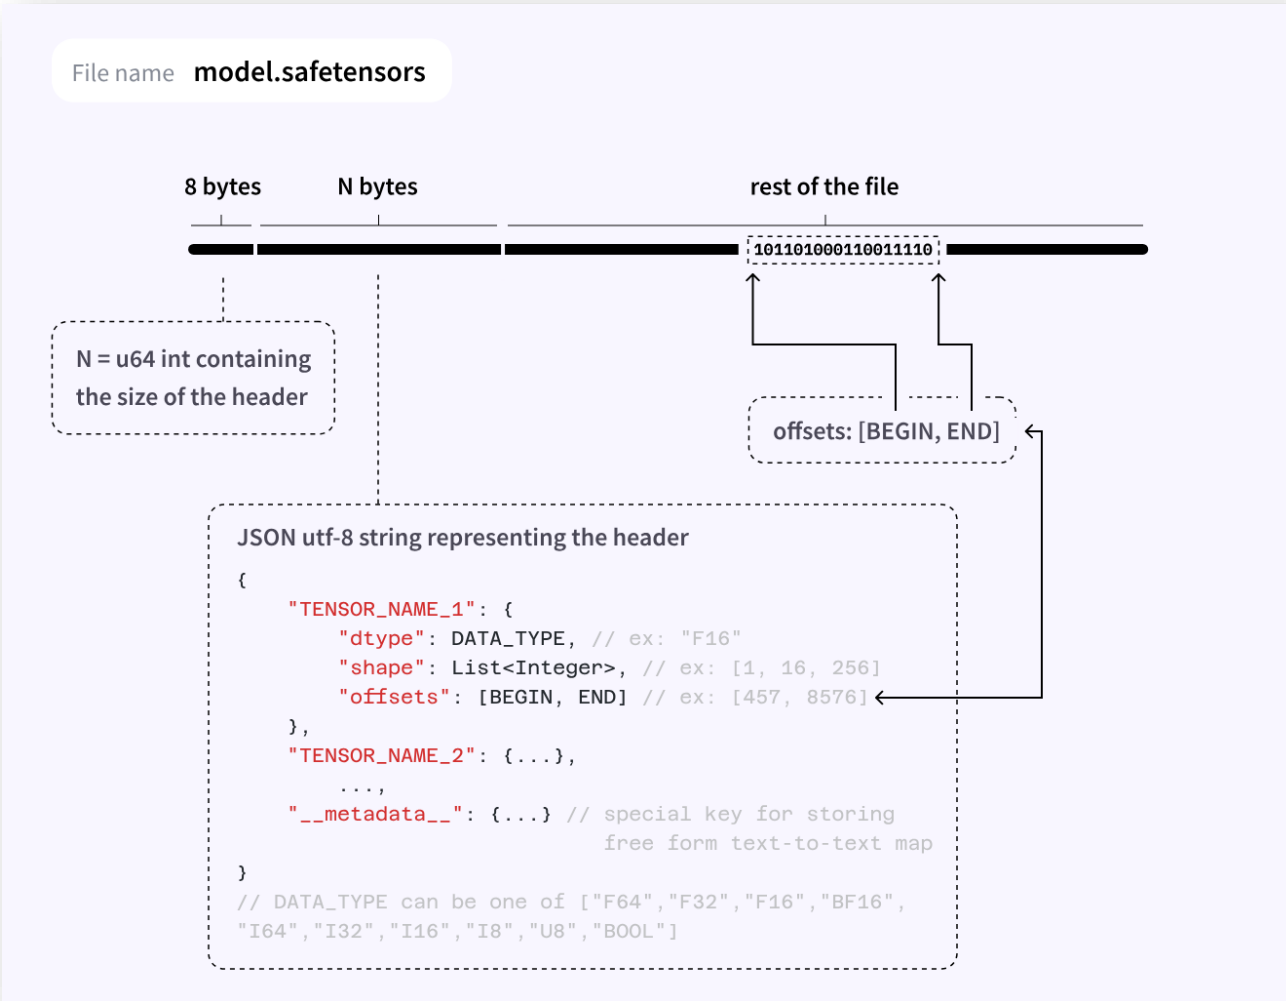 File name model.safetensors
8 bytes N bytes rest of the file
101101000110011110
N = u64 int containing
the size of the header
offsets: [BEGIN, END]
JSON utf-8 string representing the header
{
"TENSOR_NAME_1": {
"dtype": DATA_TYPE, // ex: "F16"
"shape": List<Integer>, // ex: [1, 16, 256]
"offsets": [BEGIN, END] // ex: [457, 8576]
},
"TENSOR_NAME_2": {...},
...,
"__metadata__": {...} // special key for storing
free form text-to-text map
}
// DATA_TYPE can be one of ["F64","F32","F16","BF16",
"I64","I32","I16","I8","U8","BOOL"]